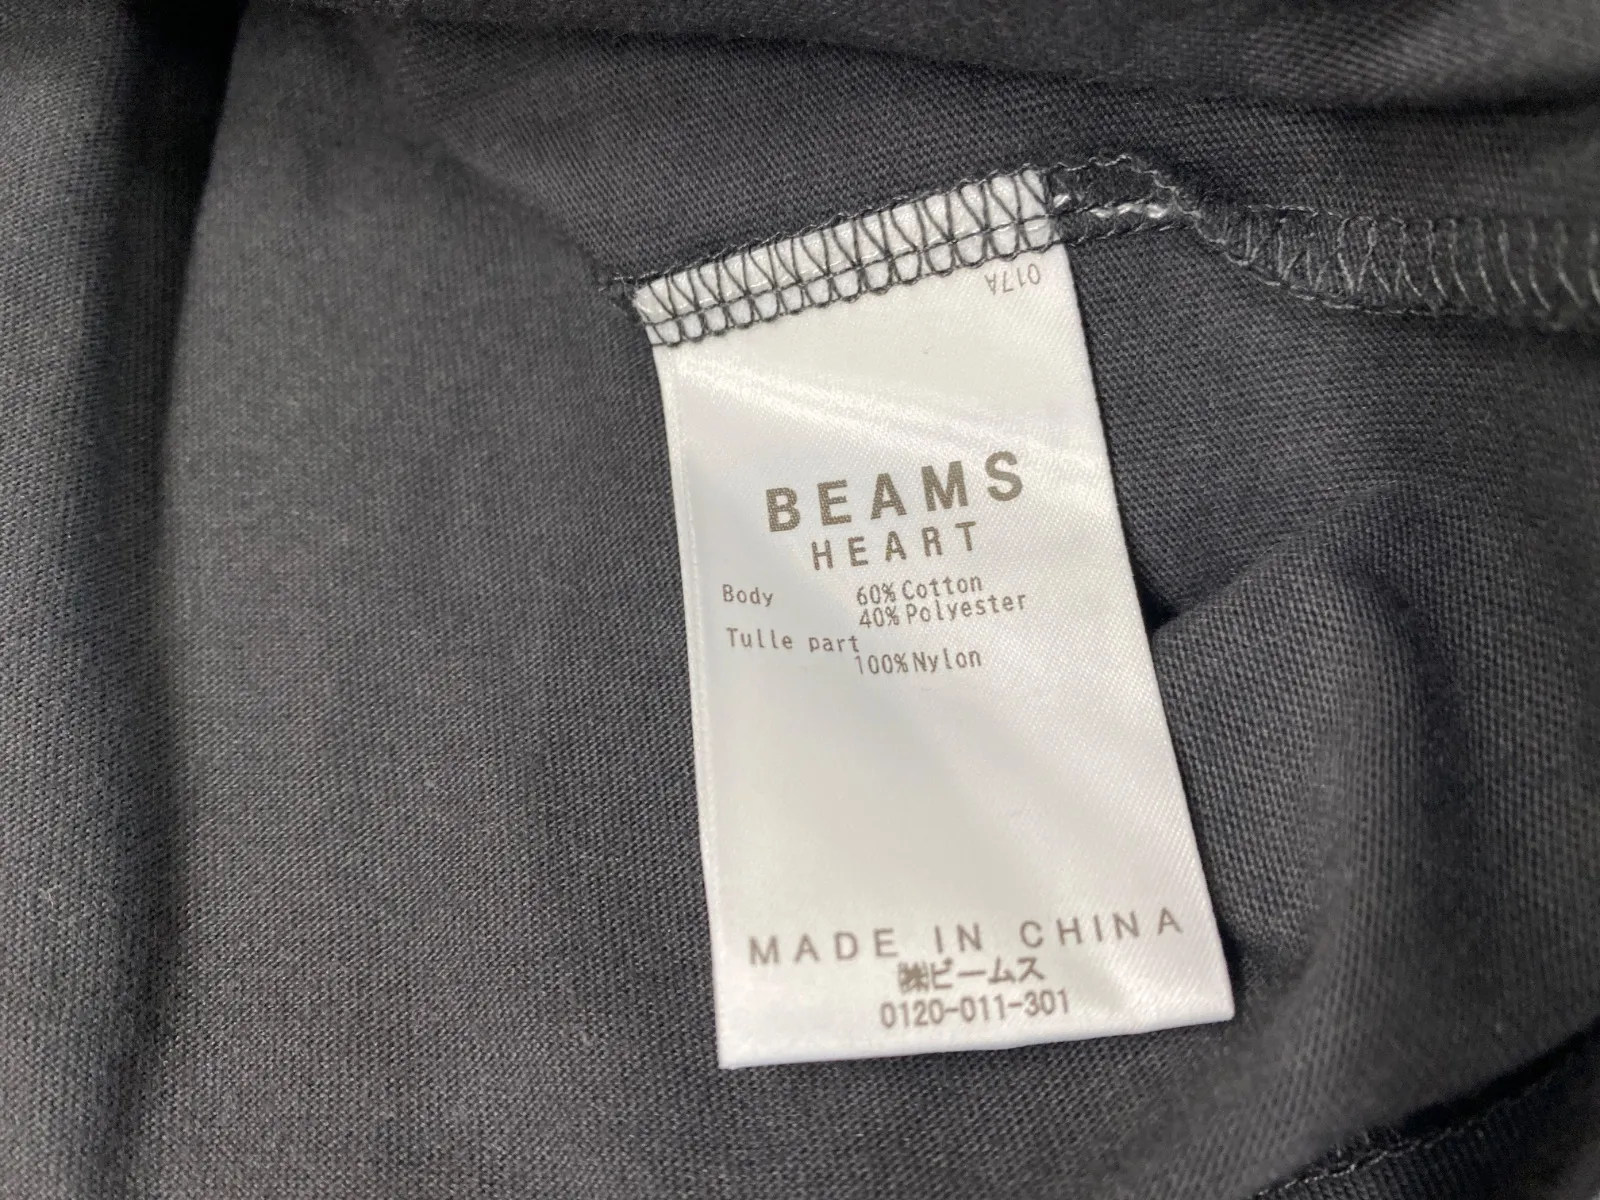 017A
BEAMS
HEART
Body 60%Cotton
40%Polyester
Tulle part
100%Nylon
MADE IN CHINA
㈱ビームス
0120-011-301